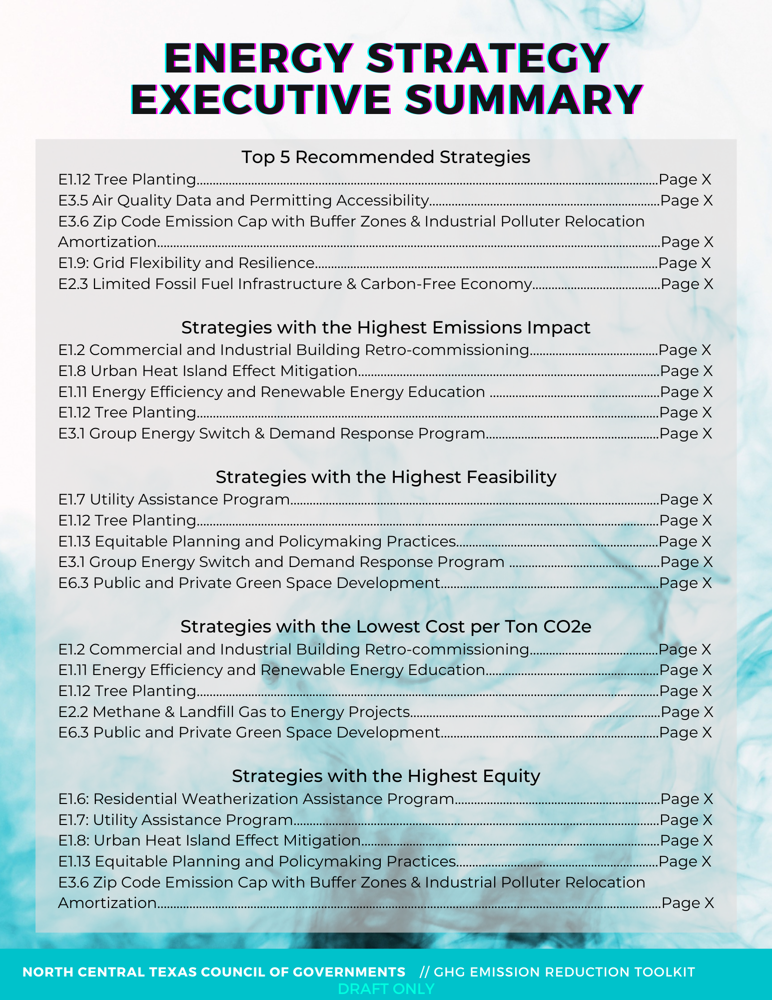 ENERGY STRATEGY
EXECUTIVE SUMMARY
Top 5 Recommended Strategies
E1.12 Tree Planting..........Page X
E3.5 Air Quality Data and Permitting Accessibility..........Page X
E3.6 Zip Code Emission Cap with Buffer Zones & Industrial Polluter Relocation
Amortization..........Page X
E1.9: Grid Flexibility and Resilience..........Page X
E2.3 Limited Fossil Fuel Infrastructure & Carbon-Free Economy..........Page X
Strategies with the Highest Emissions Impact
E1.2 Commercial and Industrial Building Retro-commissioning..........Page X
E1.8 Urban Heat Island Effect Mitigation..........Page X
E1.11 Energy Efficiency and Renewable Energy Education ..........Page X
E1.12 Tree Planting..........Page X
E3.1 Group Energy Switch & Demand Response Program..........Page X
Strategies with the Highest Feasibility
E1.7 Utility Assistance Program..........Page X
E1.12 Tree Planting..........Page X
E1.13 Equitable Planning and Policymaking Practices..........Page X
E3.1 Group Energy Switch and Demand Response Program ..........Page X
E6.3 Public and Private Green Space Development..........Page X
Strategies with the Lowest Cost per Ton CO2e
E1.2 Commercial and Industrial Building Retro-commissioning..........Page X
E1.11 Energy Efficiency and Renewable Energy Education..........Page X
E1.12 Tree Planting..........Page X
E2.2 Methane & Landfill Gas to Energy Projects..........Page X
E6.3 Public and Private Green Space Development..........Page X
Strategies with the Highest Equity
E1.6: Residential Weatherization Assistance Program..........Page X
E1.7: Utility Assistance Program..........Page X
E1.8: Urban Heat Island Effect Mitigation..........Page X
E1.13 Equitable Planning and Policymaking Practices..........Page X
E3.6 Zip Code Emission Cap with Buffer Zones & Industrial Polluter Relocation
Amortization..........Page X
NORTH CENTRAL TEXAS COUNCIL OF GOVERNMENTS // GHG EMISSION REDUCTION TOOLKIT
DRAFT ONLY